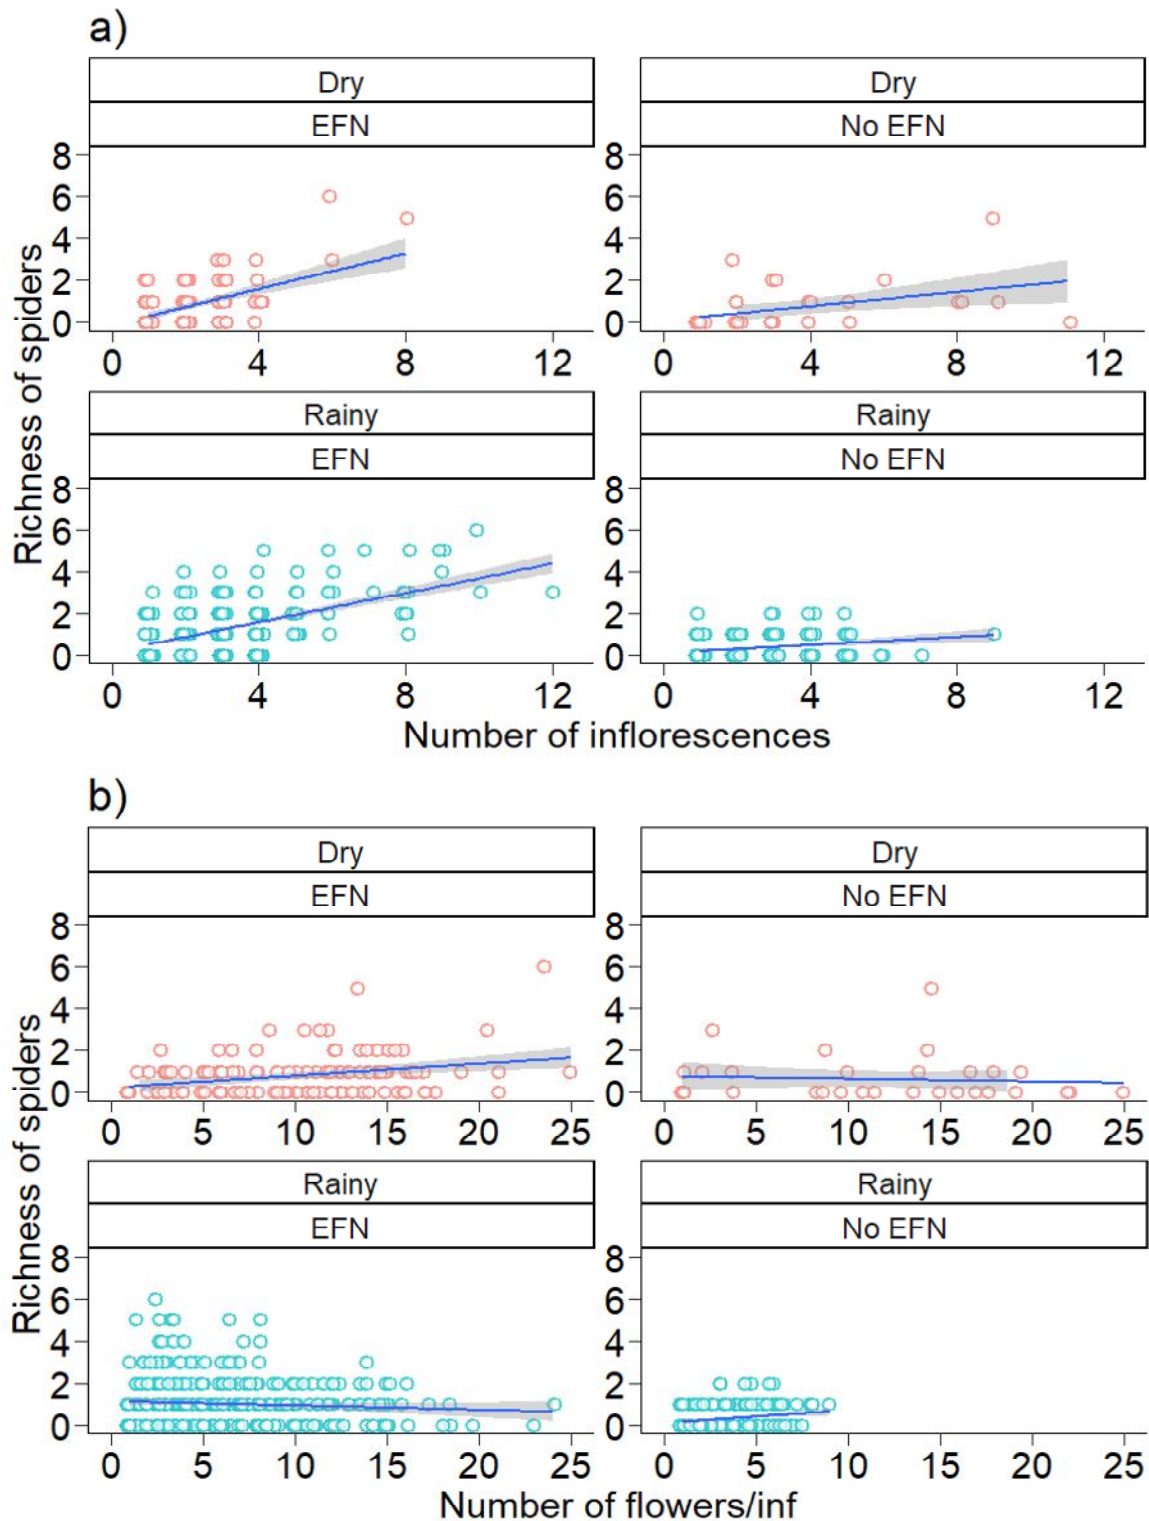 a)
Dry Dry
EFN No EFN
8 8
6 6
4 4
2 2
0 0
0 4 8 12 0 4 8 12
Rainy Rainy
EFN No EFN
8 8
6 6
4 4
2 2
0 0
0 4 8 12 0 4 8 12
Richness of spiders
Number of inflorescences
b)
Dry Dry
EFN No EFN
8 8
6 6
4 4
2 2
0 0
0 5 10 15 20 25 0 5 10 15 20 25
Rainy Rainy
EFN No EFN
8 8
6 6
4 4
2 2
0 0
0 5 10 15 20 25 0 5 10 15 20 25
Richness of spiders
Number of flowers/inf